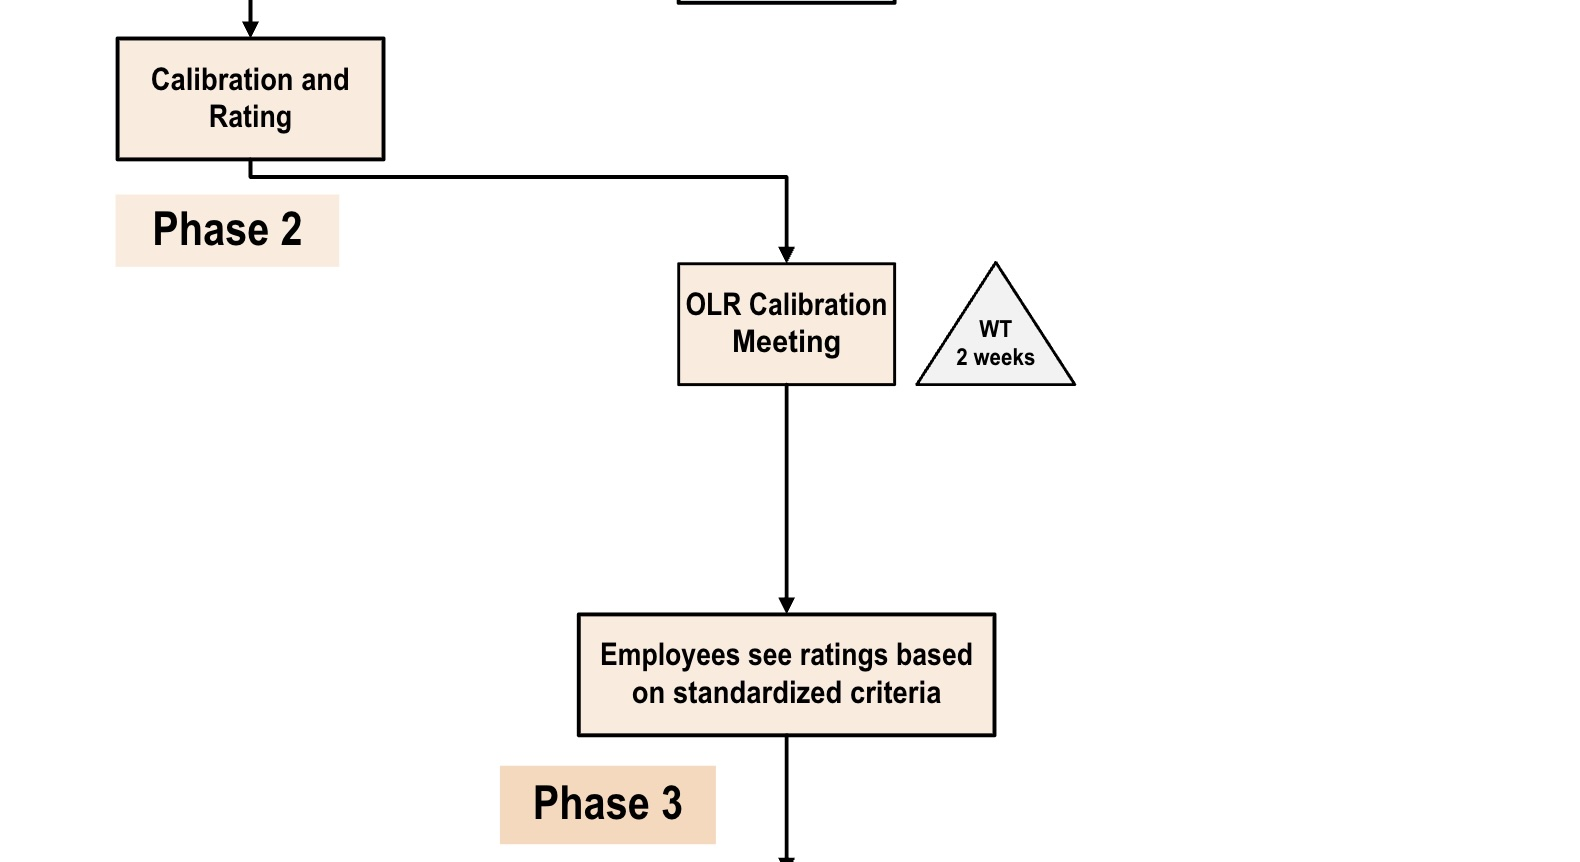 Calibration and
Rating
Phase 2
OLR Calibration
Meeting
WT
2 weeks
Employees see ratings based
on standardized criteria
Phase 3